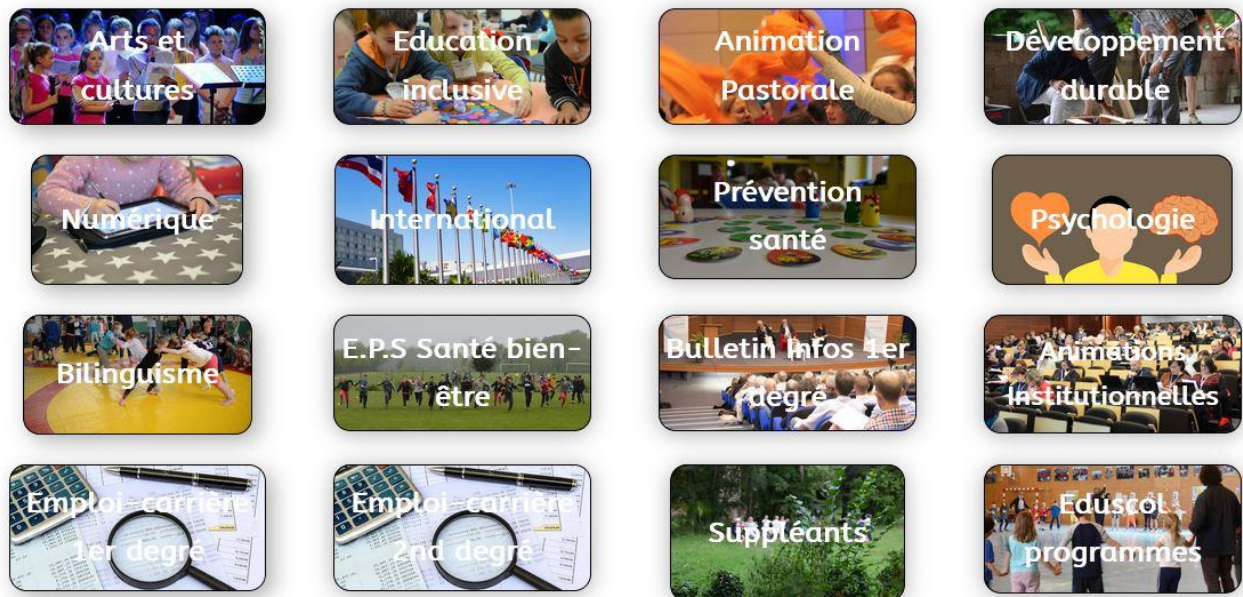 Arts et
cultures
Education
inclusive
Animation
Pastorale
Développement
durable
Numérique
International
Prévention
santé
Psychologie
Bilinguisme
E.P.S Santé bien-
être
Bulletin Infos 1er
degré
Animations
Institutionnelles
Emploi-carrière
1er degré
Emploi-carrière
2nd degré
Suppléants
Eduscol
programmes